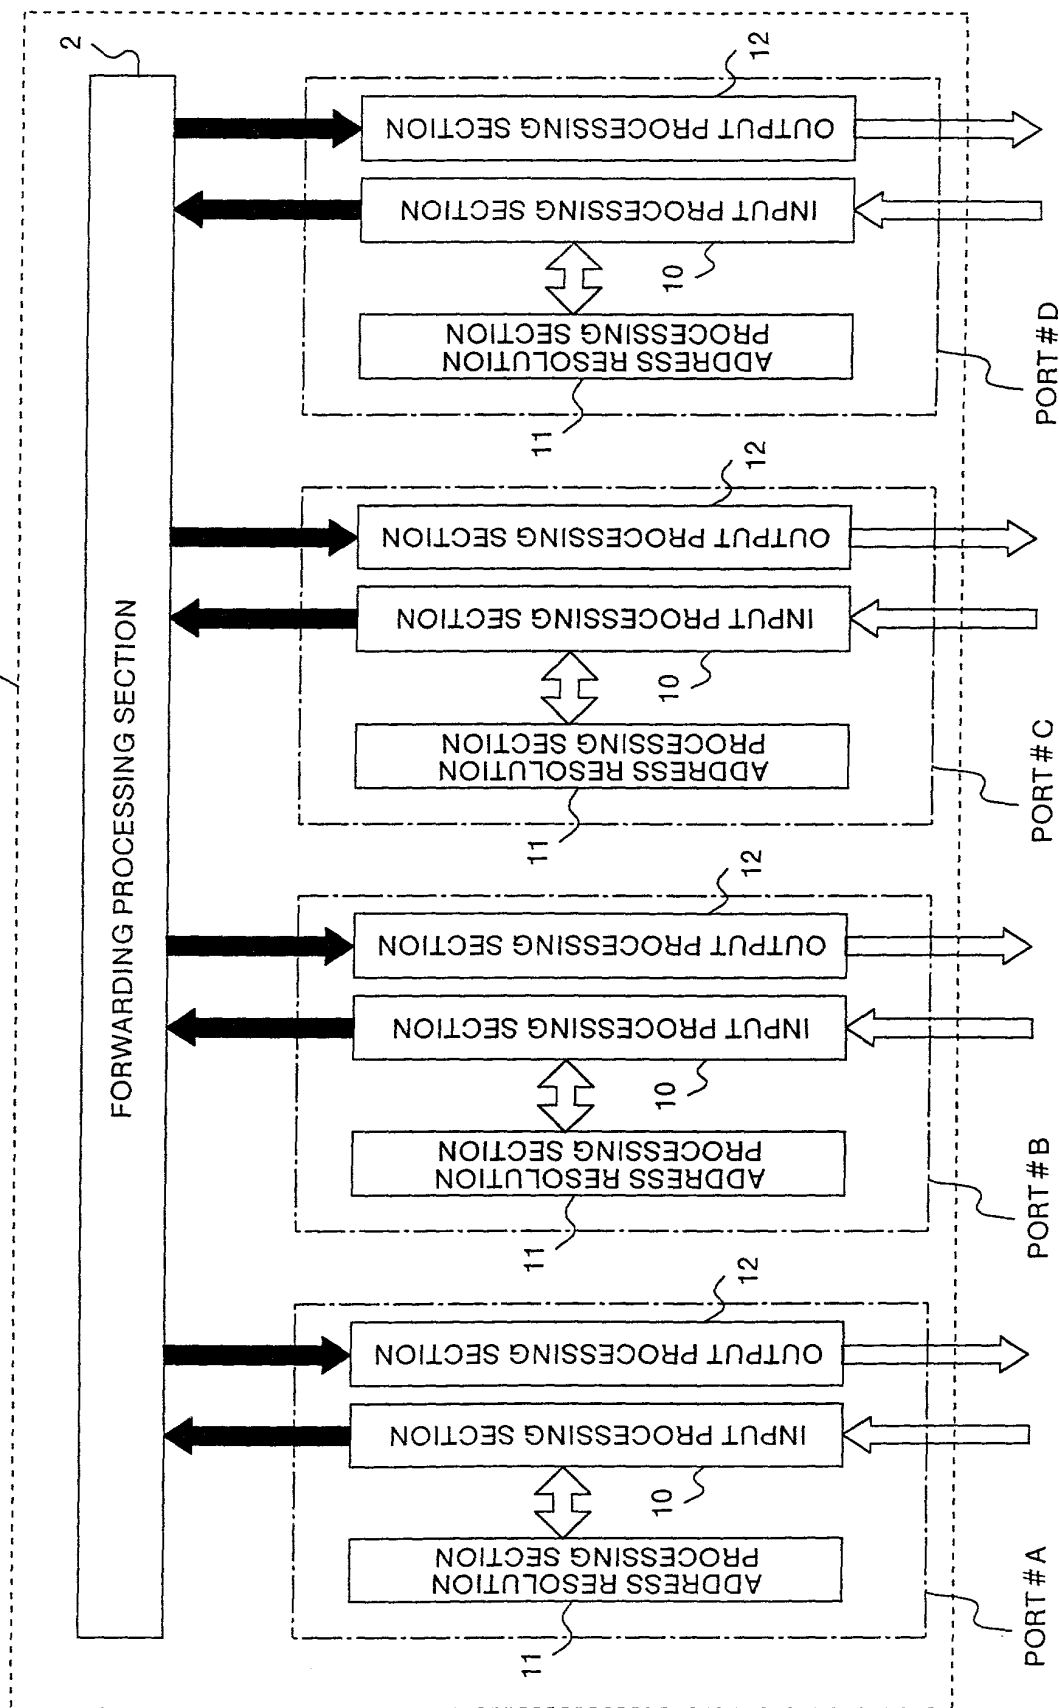 2
FORWARDING PROCESSING SECTION
ADDRESS RESOLUTION
PROCESSING SECTION
INPUT PROCESSING SECTION
OUTPUT PROCESSING SECTION
11
10
12
PORT#A
ADDRESS RESOLUTION
PROCESSING SECTION
INPUT PROCESSING SECTION
OUTPUT PROCESSING SECTION
11
10
12
PORT#B
ADDRESS RESOLUTION
PROCESSING SECTION
INPUT PROCESSING SECTION
OUTPUT PROCESSING SECTION
11
10
12
PORT#C
ADDRESS RESOLUTION
PROCESSING SECTION
INPUT PROCESSING SECTION
OUTPUT PROCESSING SECTION
11
10
12
PORT#D